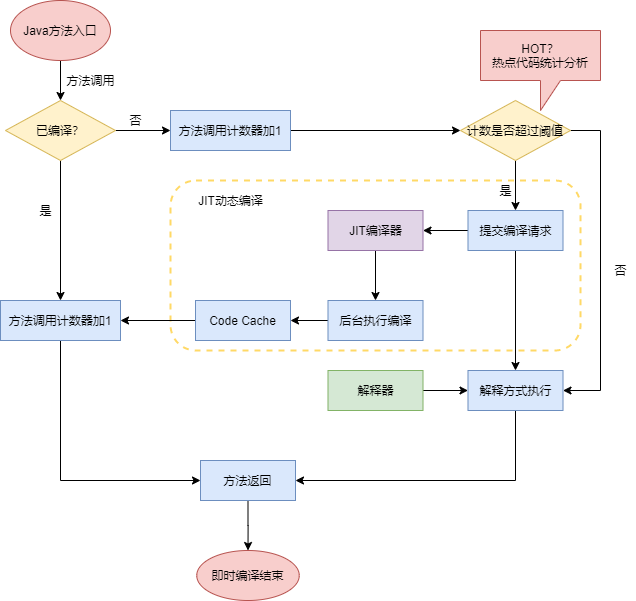 Java方法入口
HOT?
热点代码统计分析
方法调用
已编译?
否
方法调用计数器加1
计数是否超过阈值
是
JIT动态编译
是
JIT编译器
提交编译请求
否
方法调用计数器加1
Code Cache
后台执行编译
解释器
解释方式执行
方法返回
即时编译结束